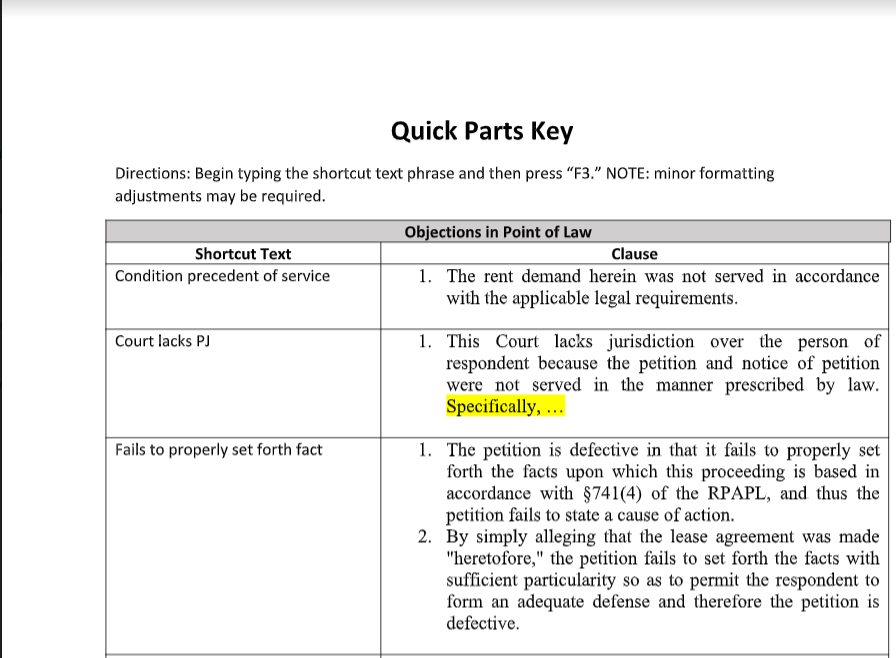 Quick Parts Key
Directions: Begin typing the shortcut text phrase and then press “F3.” NOTE: minor formatting
adjustments may be required.
Objections in Point of Law
Shortcut Text
Clause
Condition precedent of service
1. The rent demand herein was not served in accordance
with the applicable legal requirements.
Court lacks PJ
1. This Court lacks jurisdiction over the person of
respondent because the petition and notice of petition
were not served in the manner prescribed by law.
Specifically, …
Fails to properly set forth fact
1. The petition is defective in that it fails to properly set
forth the facts upon which this proceeding is based in
accordance with §741(4) of the RPAPL, and thus the
petition fails to state a cause of action.
2. By simply alleging that the lease agreement was made
"heretofore," the petition fails to set forth the facts with
sufficient particularity so as to permit the respondent to
form an adequate defense and therefore the petition is
defective.